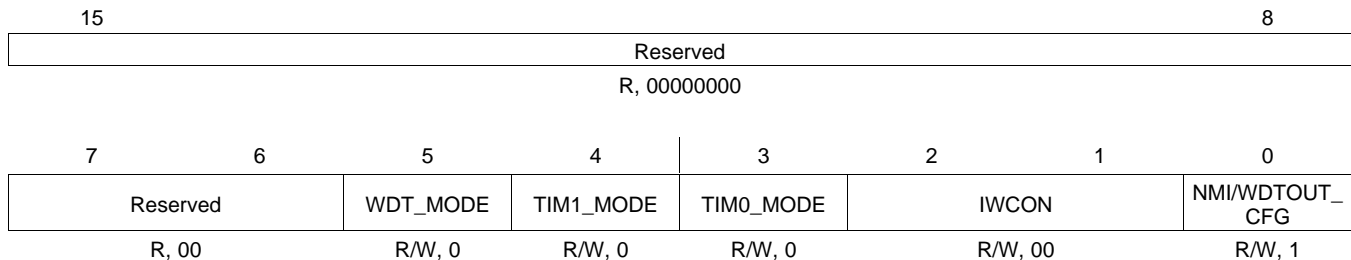 15 8
Reserved
R, 00000000
7 6 5 4 3 2 1 0
Reserved WDT_MODE TIM1_MODE TIM0_MODE IWCON NMI/WDTOUT_
CFG
R, 00 R/W, 0 R/W, 0 R/W, 0 R/W, 00 R/W, 1